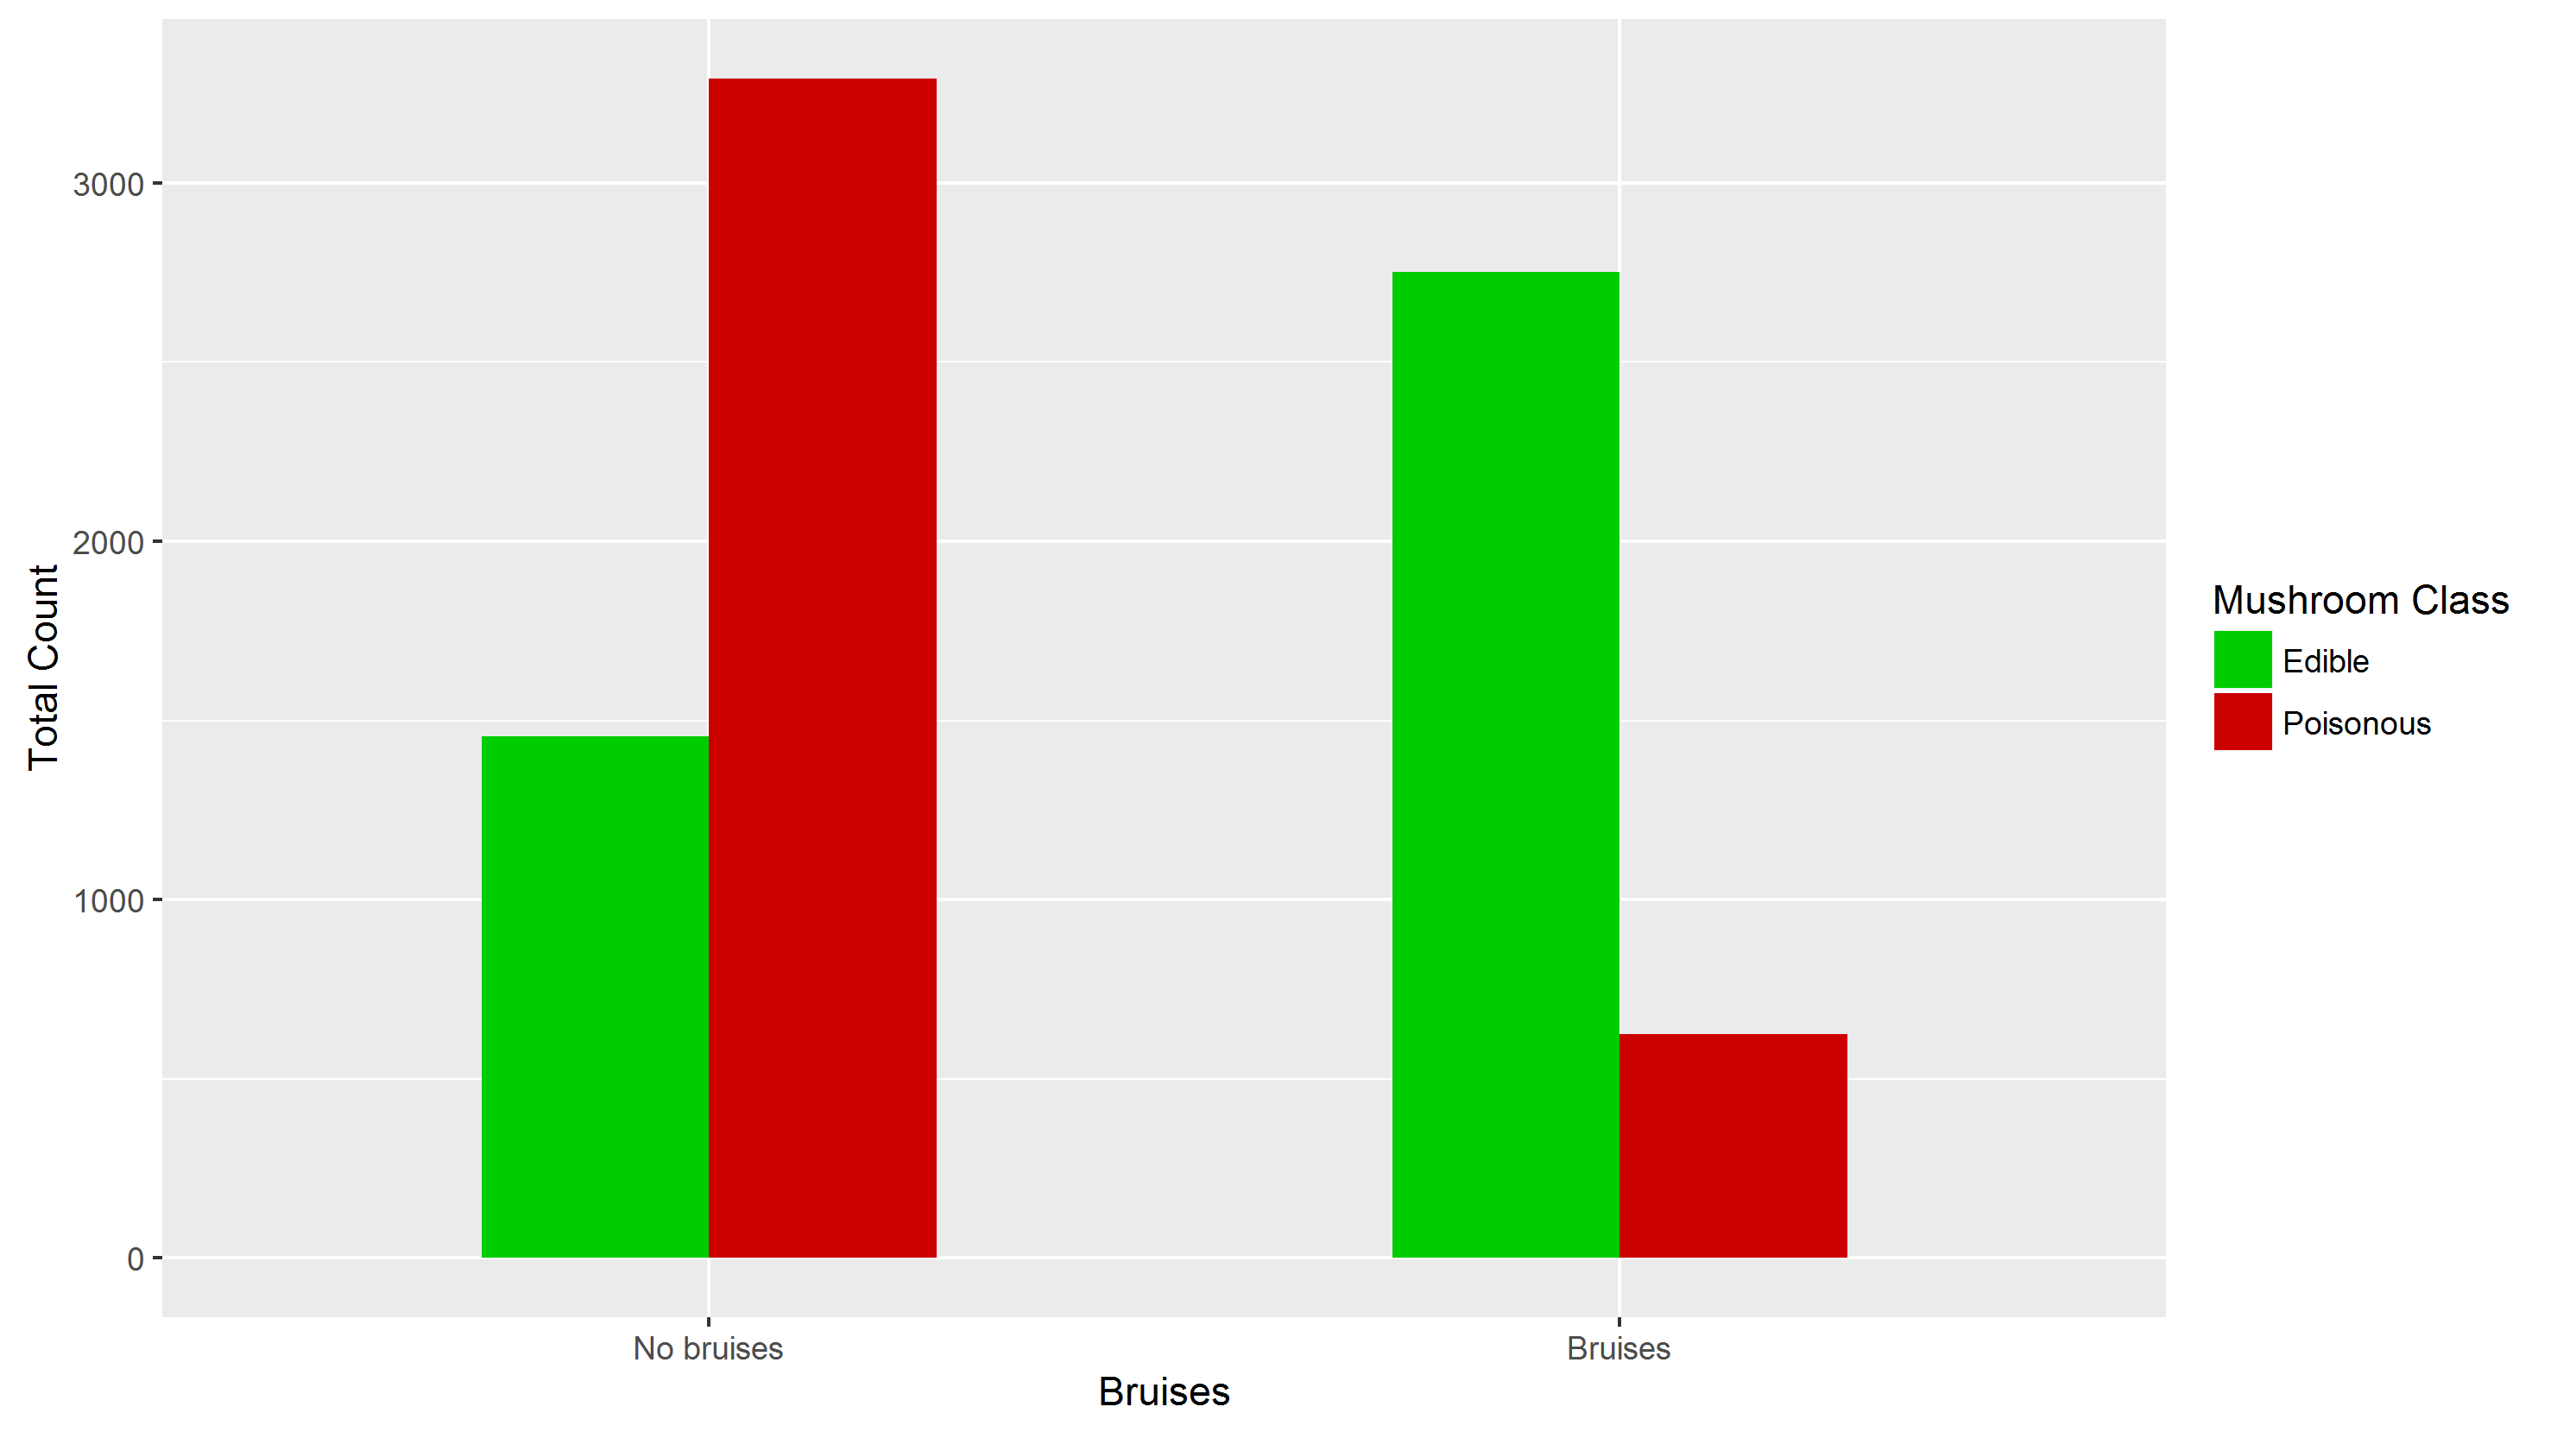 3000
2000
1000
0
Total Count
No bruises
Bruises
Bruises
Mushroom Class
Edible
Poisonous